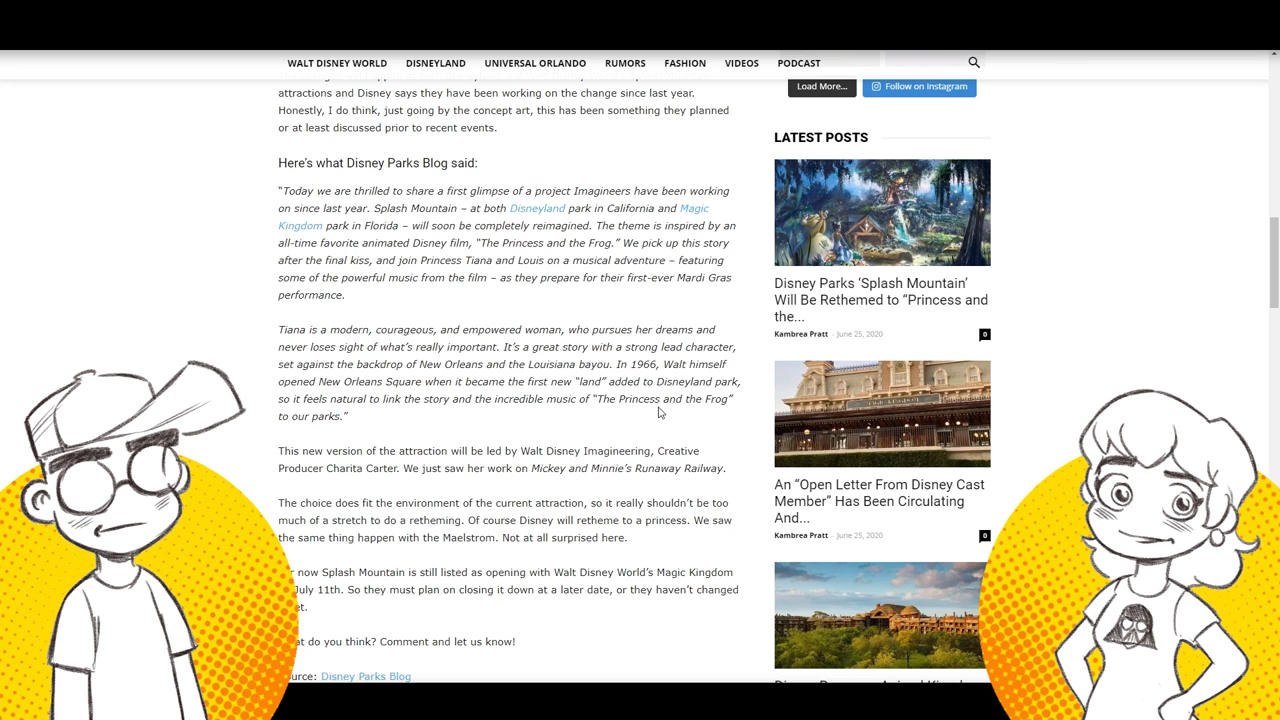 WALT DISNEY WORLD DISNEYLAND UNIVERSAL ORLANDO RUMORS FASHION VIDEOS PODCAST
attractions and Disney says they have been working on the change since last year.
Honestly, I do think, just going by the concept art, this has been something they planned
or at least discussed prior to recent events.
Here's what Disney Parks Blog said:
"Today we are thrilled to share a first glimpse of a project Imagineers have been working
on since last year. Splash Mountain – at both Disneyland park in California and Magic
Kingdom park in Florida – will soon be completely reimagined. The theme is inspired by an
all-time favorite animated Disney film, "The Princess and the Frog." We pick up this story
after the final kiss, and join Princess Tiana and Louis on a musical adventure – featuring
some of the powerful music from the film – as they prepare for their first-ever Mardi Gras
performance.
Tiana is a modern, courageous, and empowered woman, who pursues her dreams and
never loses sight of what's really important. It's a great story with a strong lead character,
set against the backdrop of New Orleans and the Louisiana bayou. In 1966, Walt himself
opened New Orleans Square when it became the first new "land" added to Disneyland park,
so it feels natural to link the story and the incredible music of "The Princess and the Frog"
to our parks."
This new version of the attraction will be led by Walt Disney Imagineering, Creative
Producer Charita Carter. We just saw her work on Mickey and Minnie's Runaway Railway.
The choice does fit the environment of the current attraction, so it really shouldn't be too
much of a stretch to do a retheming. Of course Disney will retheme to a princess. We saw
the same thing happen with the Maelstrom. Not at all surprised here.
now Splash Mountain is still listed as opening with Walt Disney World's Magic Kingdom
July 11th. So they must plan on closing it down at a later date, or they haven't changed
do you think? Comment and let us know!
Disney Parks Blog
Load More... Follow on Instagram
LATEST POSTS
Disney Parks 'Splash Mountain'
Will Be Rethemed to "Princess and
the...
Kambrea Pratt - June 25, 2020 0
An "Open Letter From Disney Cast
Member" Has Been Circulating
And...
Kambrea Pratt - June 25, 2020 0